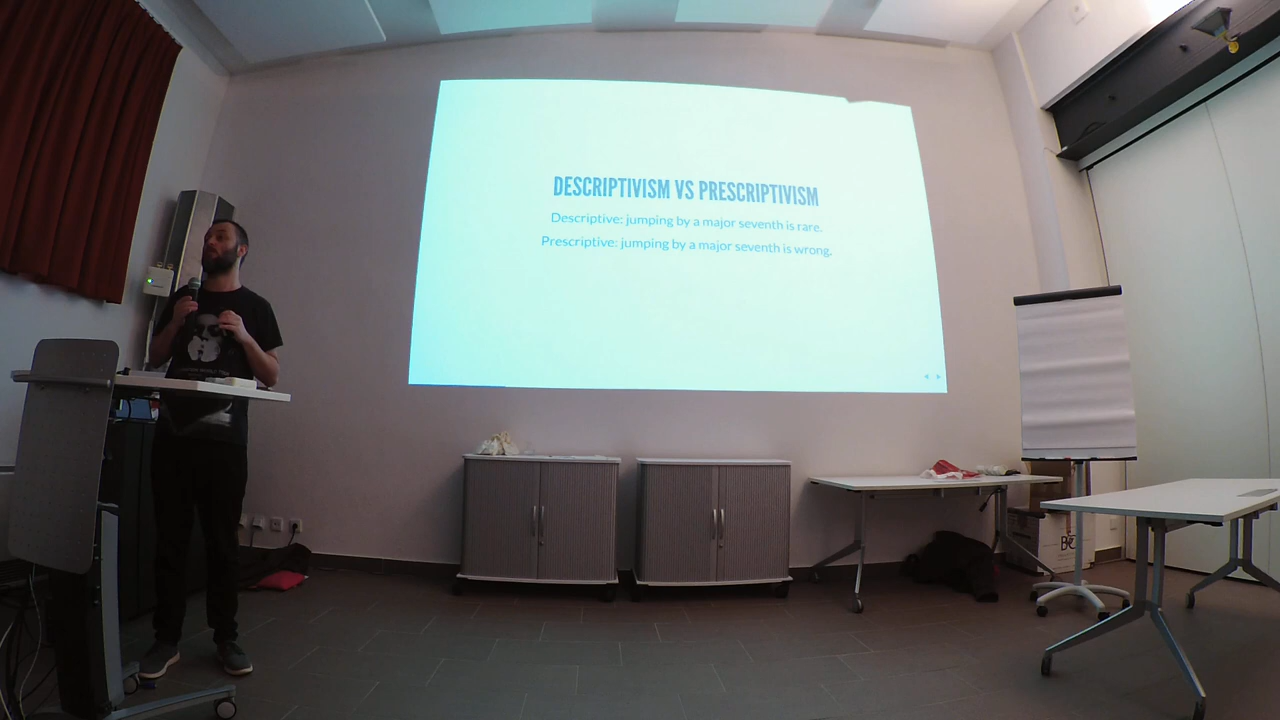 DESCRIPTIVISM VS PRESCRIPTIVISM
Descriptive: jumping by a major seventh is rare.
Prescriptive: jumping by a major seventh is wrong.